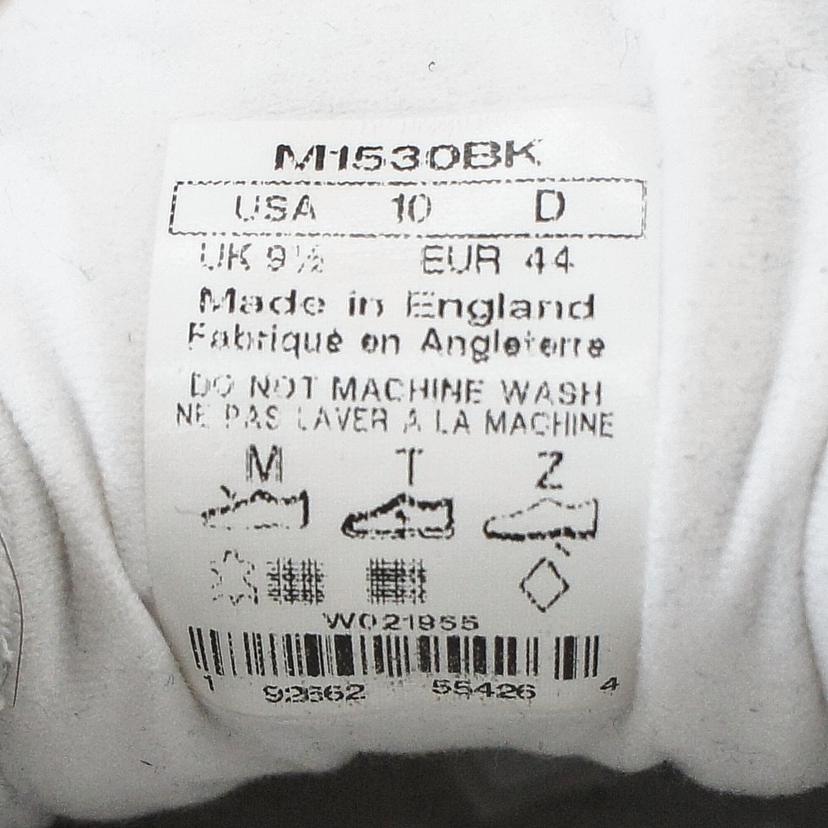 M1530BK
USA 10 D
UK 9½ EUR 44
Made in England
Fabriqué en Angleterre
DO NOT MACHINE WASH
NE PAS LAVER A LA MACHINE
M T Z
W021955
1 92662 55426 4